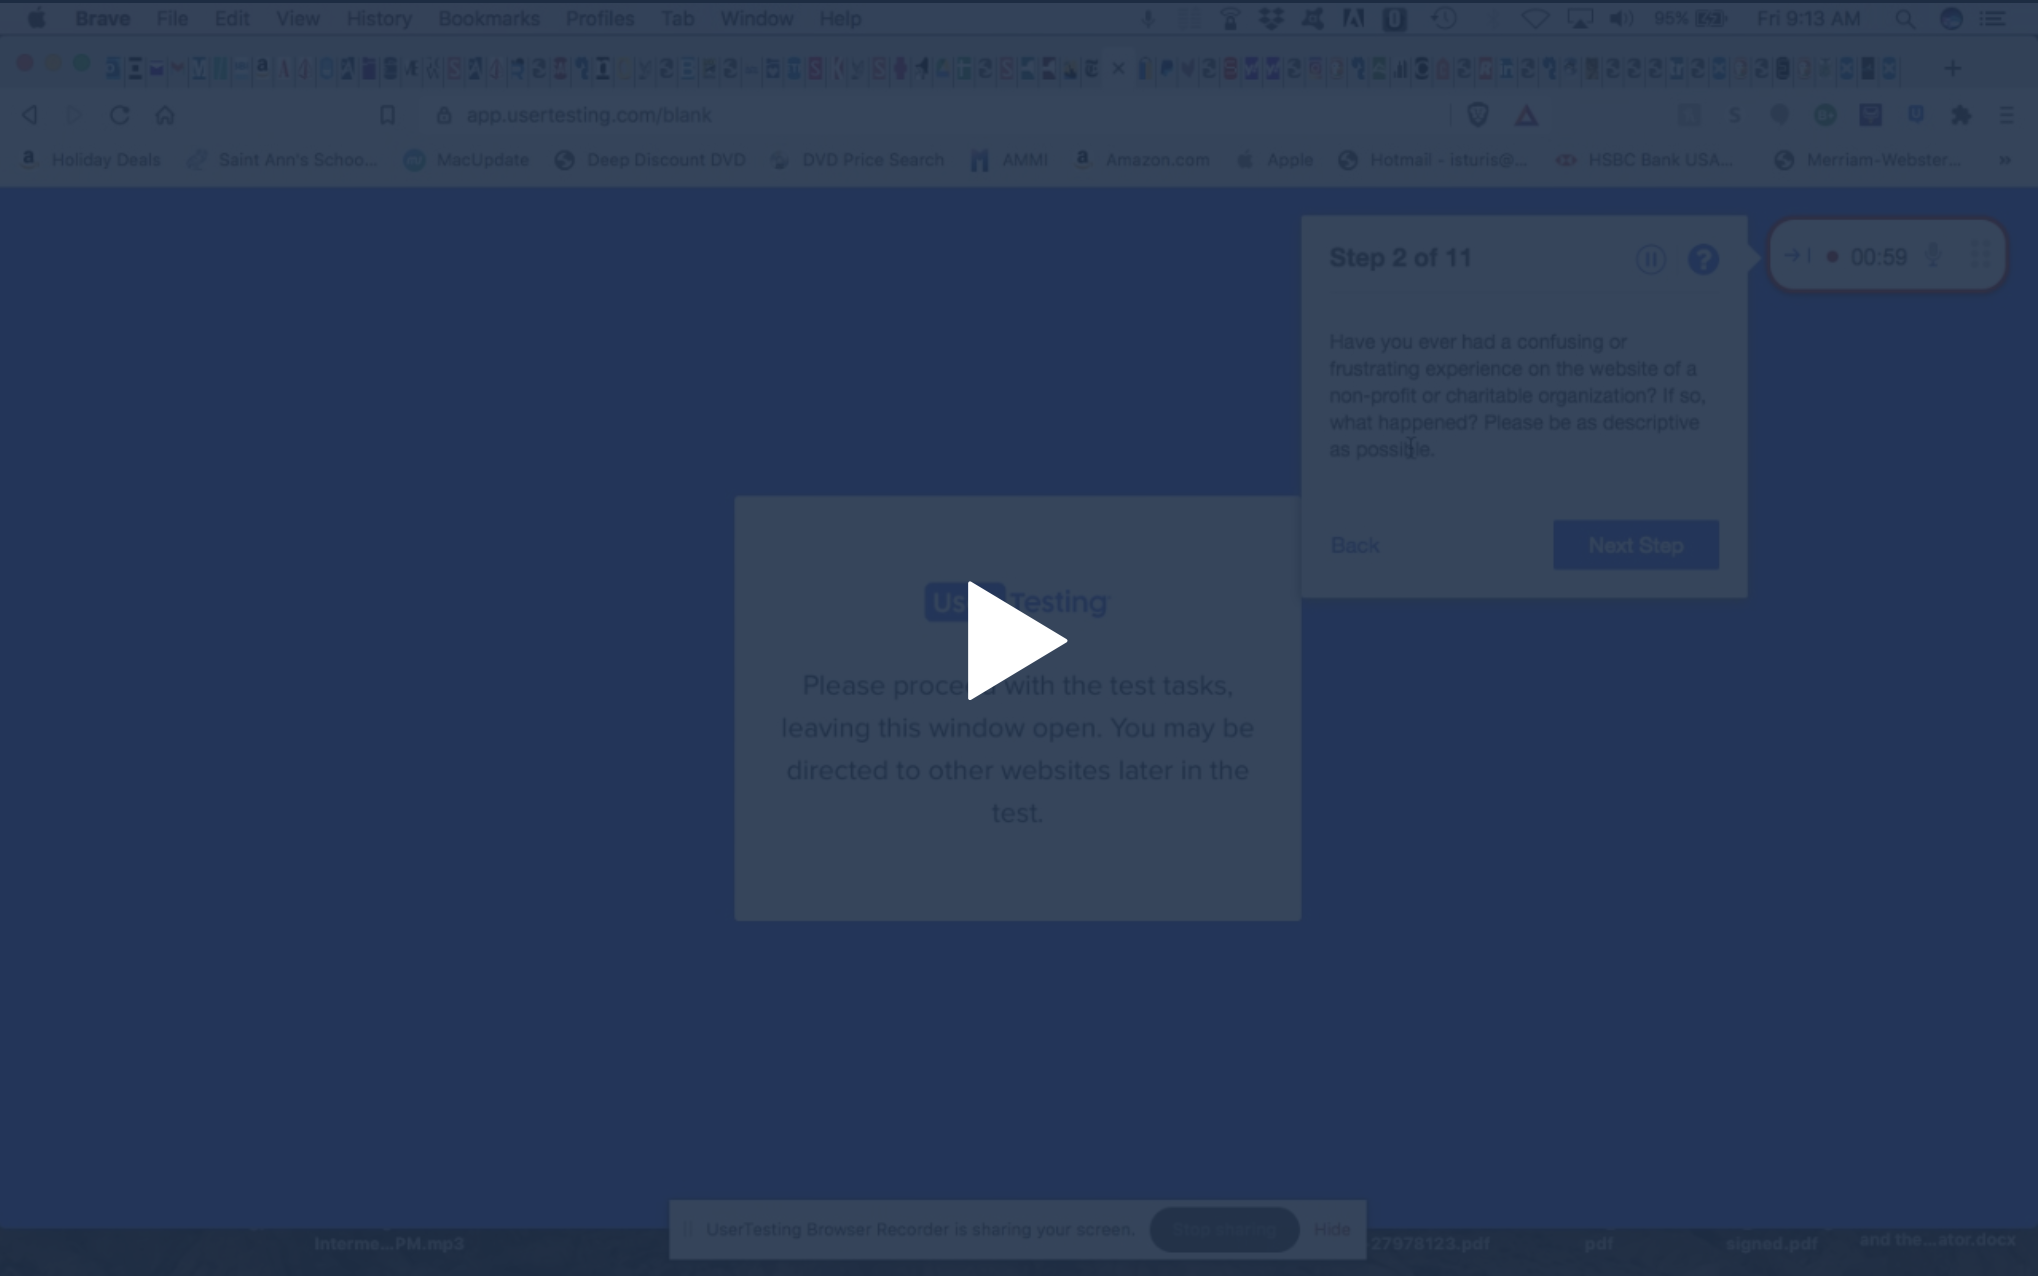 Brave File Edit View History Bookmarks Profiles Tab Window Help 95% Fri 9:13 AM
app.usertesting.com/blank
Holiday Deals Saint Ann's Schoo... MacUpdate Deep Discount DVD DVD Price Search AMMI Amazon.com Apple Hotmail - isturis@... HSBC Bank USA... Merriam-Webster... »
Step 2 of 11
00:59
Have you ever had a confusing or
frustrating experience on the website of a
non-profit or charitable organization? If so,
what happened? Please be as descriptive
as possible.
Back
Next Step
Testing
Please proceed with the test tasks,
leaving this window open. You may be
directed to other websites later in the
test.
UserTesting Browser Recorder is sharing your screen. Stop sharing Hide
Interme...PM.mp3
27978123.pdf
pdf
signed.pdf
and the...ator.docx